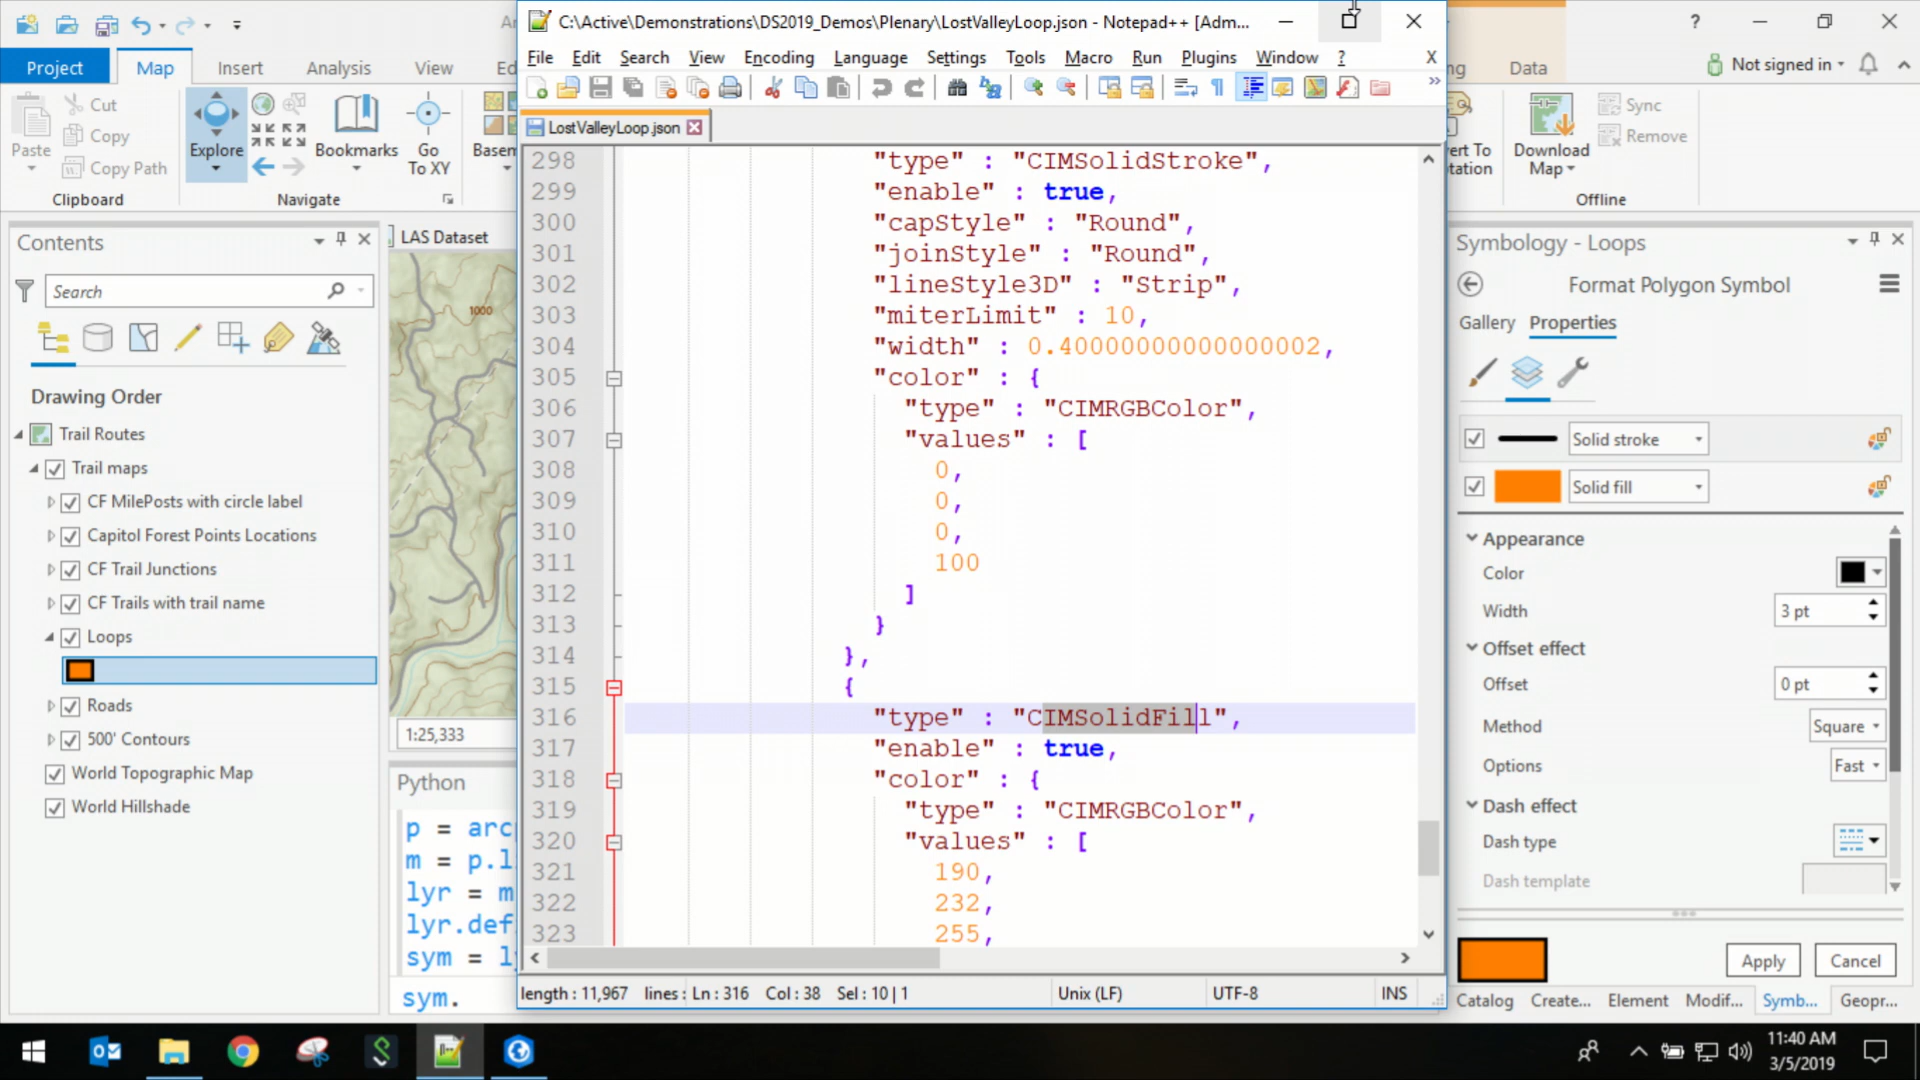 C:\Active\Demonstrations\DS2019_Demos\Plenary\LostValleyLoop.json - Notepad++ [Adm...
Project
Map
Insert
Analysis
View
Ed
File
Edit
Search
View
Encoding
Language
Settings
Tools
Macro
Run
Plugins
Window
?
X
?
Data
Not signed in
Paste
Cut
Copy
Copy Path
Clipboard
Explore
Bookmarks
Go
To XY
Basem
Navigate
Download
Map
Sync
Remove
Offline
LostValleyLoop.json
Contents
Search
Drawing Order
Trail Routes
Trail maps
CF MilePosts with circle label
Capitol Forest Points Locations
CF Trail Junctions
CF Trails with trail name
Loops
Roads
500' Contours
World Topographic Map
World Hillshade
LAS Dataset
1000
1:25,333
Python
p = arcp
m = p.l
lyr = m
lyr.def
sym = ly
sym.
298 "type" : "CIMSolidStroke",
299 "enable" : true,
300 "capStyle" : "Round",
301 "joinStyle" : "Round",
302 "lineStyle3D" : "Strip",
303 "miterLimit" : 10,
304 "width" : 0.40000000000000002,
305 "color" : {
306 "type" : "CIMRGBColor",
307 "values" : [
308 0,
309 0,
310 0,
311 100
312 ]
313 }
314 },
315 {
316 "type" : "CIMSolidFill",
317 "enable" : true,
318 "color" : {
319 "type" : "CIMRGBColor",
320 "values" : [
321 190,
322 232,
323 255,
length : 11,967 lines : Ln : 316 Col : 38 Sel : 10 | 1 Unix (LF) UTF-8 INS
Symbology - Loops
Format Polygon Symbol
Gallery
Properties
Solid stroke
Solid fill
Appearance
Color
Width
3 pt
Offset effect
Offset
0 pt
Method
Square
Options
Fast
Dash effect
Dash type
Dash template
Apply
Cancel
Catalog
Create...
Element
Modif...
Symb...
Geopr...
11:40 AM
3/5/2019